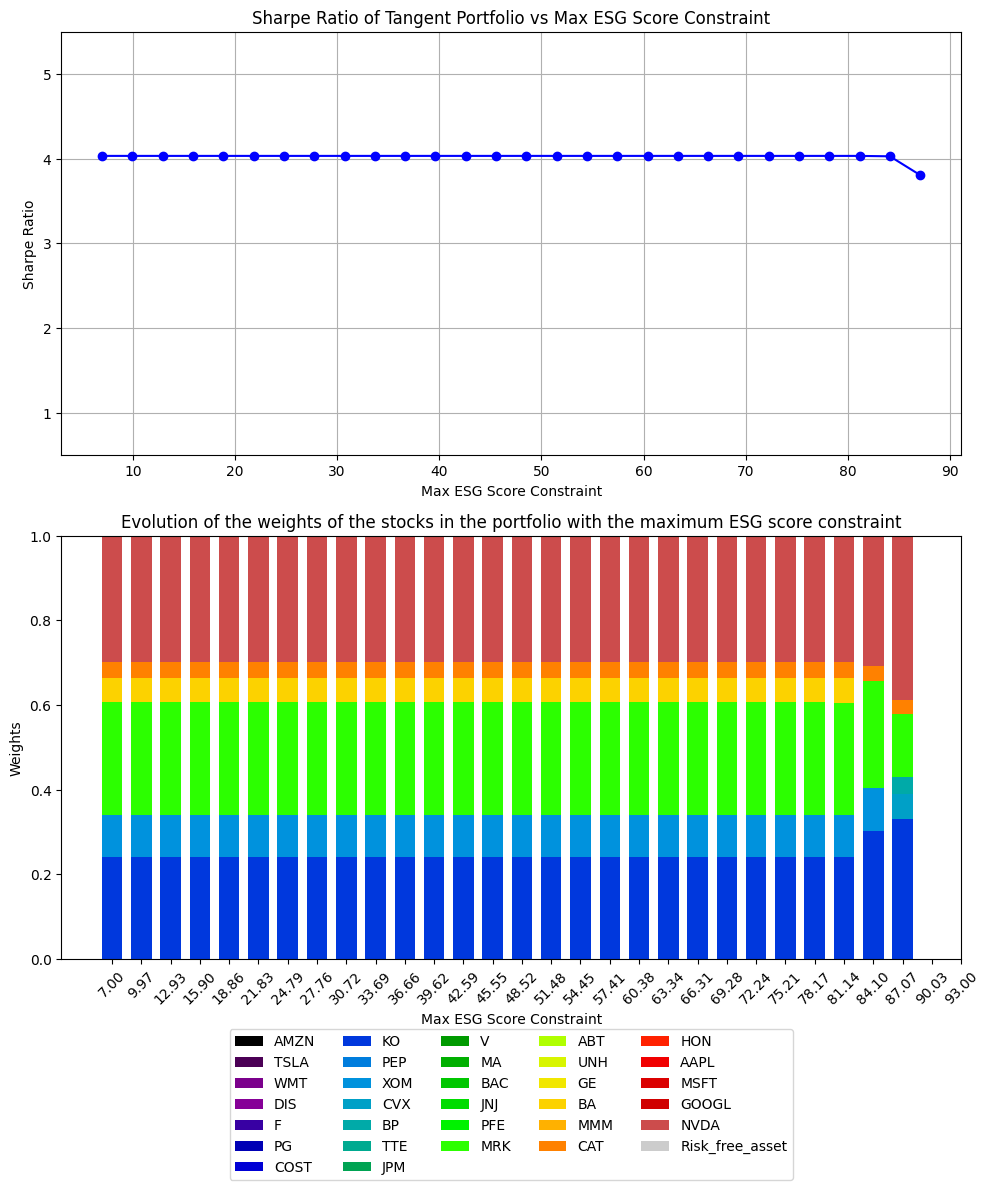 Sharpe Ratio of Tangent Portfolio vs Max ESG Score Constraint
5
4
3
2
1
Sharpe Ratio
10 20 30 40 50 60 70 80 90
Max ESG Score Constraint
Evolution of the weights of the stocks in the portfolio with the maximum ESG score constraint
1.0
0.8
0.6
0.4
0.2
0.0
Weights
7.00 9.97 12.93 15.90 18.86 21.83 24.79 27.76 30.72 33.69 36.66 39.62 42.59 45.55 48.52 51.48 54.45 57.41 60.38 63.34 66.31 69.28 72.24 75.21 78.17 81.14 84.10 87.07 90.03 93.00
Max ESG Score Constraint
AMZN KO V ABT HON
TSLA PEP MA UNH AAPL
WMT XOM BAC GE MSFT
DIS CVX JNJ BA GOOGL
F BP PFE MMM NVDA
PG TTE MRK CAT Risk_free_asset
COST JPM